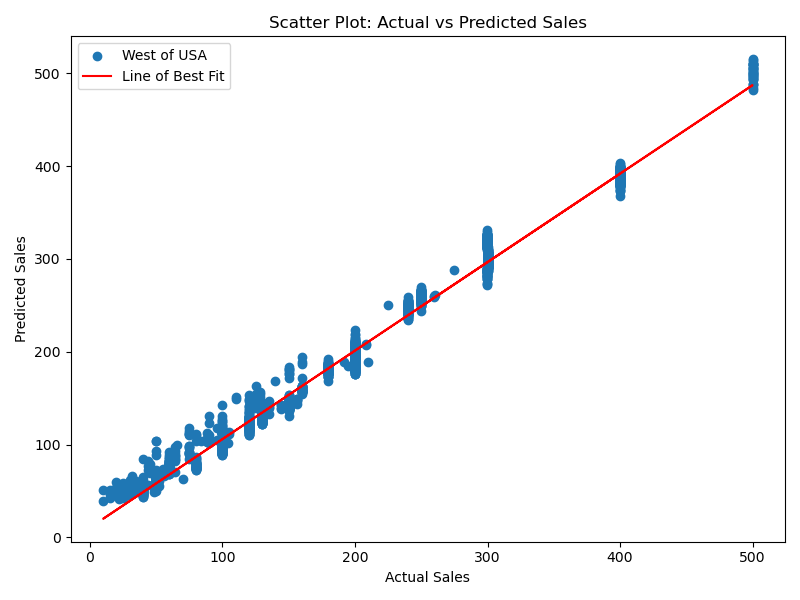 Scatter Plot: Actual vs Predicted Sales
West of USA
Line of Best Fit
Predicted Sales
500
400
300
200
100
0
0 100 200 300 400 500
Actual Sales